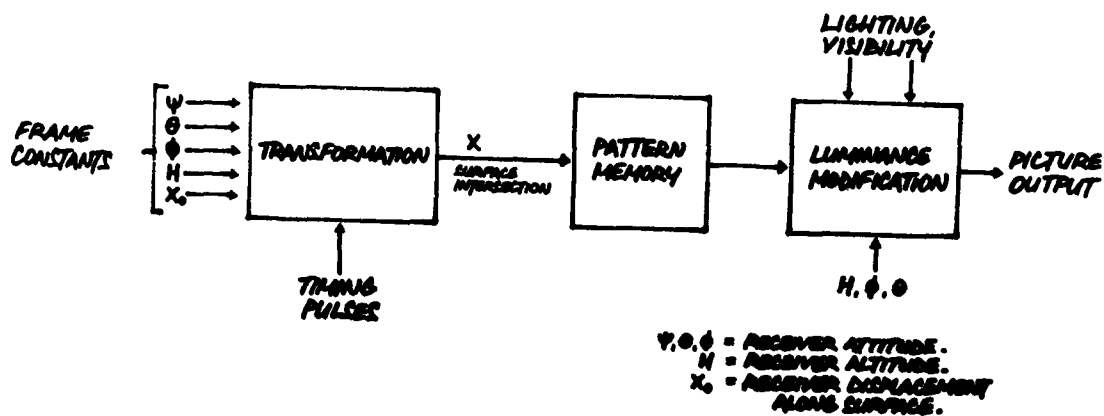 LIGHTING,
VISIBILITY
FRAME
CONSTANTS
Ψ
θ
ϕ
H
X₀
TRANSFORMATION
X
SURFACE
INTERSECTION
PATTERN
MEMORY
LUMINANCE
MODIFICATION
PICTURE
OUTPUT
TIMING
PULSES
H, ϕ, θ
Ψ, θ, ϕ = RECEIVER ATTITUDE.
H = RECEIVER ALTITUDE.
X₀ = RECEIVER DISPLACEMENT
ALONG SURFACE.